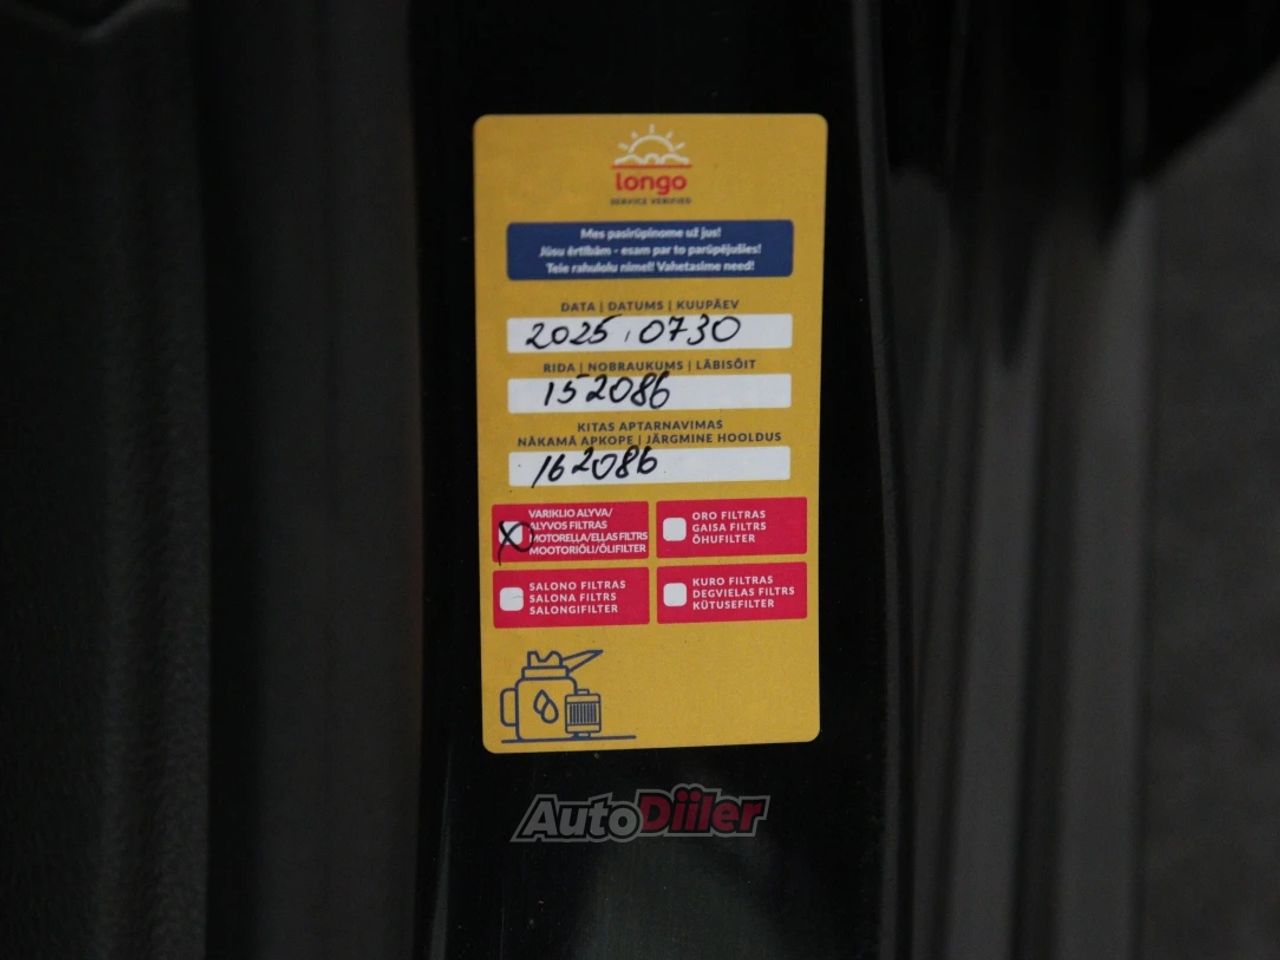 longo
SERVICE VERIFIED
Mes pasirūpinome už jus!
Jūsu ērtībām - esam par to parūpējušies!
Teie rahulolu nimel! Vahetasime need!
DATA | DATUMS | KUUPÄEV
2025.0730
RIDA | NOBRAUKUMS | LÄBISÕIT
152086
KITAS APTARNAVIMAS
NĀKAMĀ APKOPE | JÄRGMINE HOOLDUS
162086
VARIKLIO ALYVA/
ALYVOS FILTRAS
MOTORELLA/EĻĻAS FILTRS
MOOTORIÕLI/ÕLIFILTER
ORO FILTRAS
GAISA FILTRS
ÕHUFILTER
SALONO FILTRAS
SALONA FILTRS
SALONGIFILTER
KURO FILTRAS
DEGVIELAS FILTRS
KÜTUSEFILTER
AutoDiiler